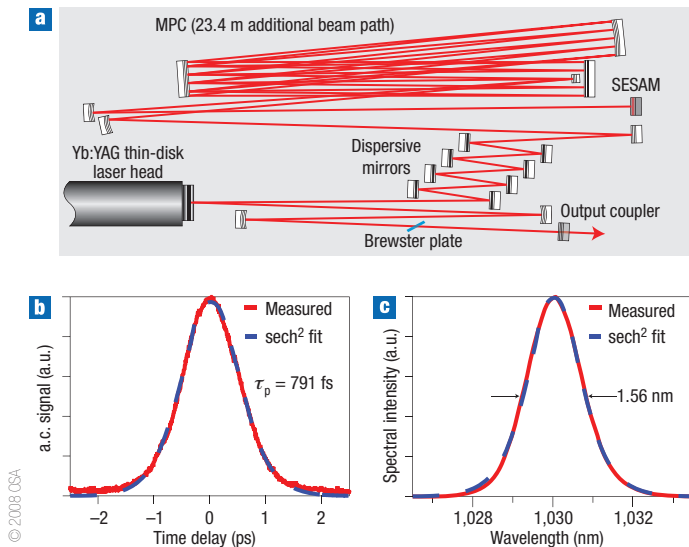 a
MPC (23.4 m additional beam path)
SESAM
Yb:YAG thin-disk
laser head
Dispersive
mirrors
Output coupler
Brewster plate
b
Measured
sech² fit
τp = 791 fs
a.c. signal (a.u.)
−2 −1 0 1 2
Time delay (ps)
c
Measured
sech² fit
1.56 nm
Spectral intensity (a.u.)
1,028 1,030 1,032
Wavelength (nm)
© 2008 OSA